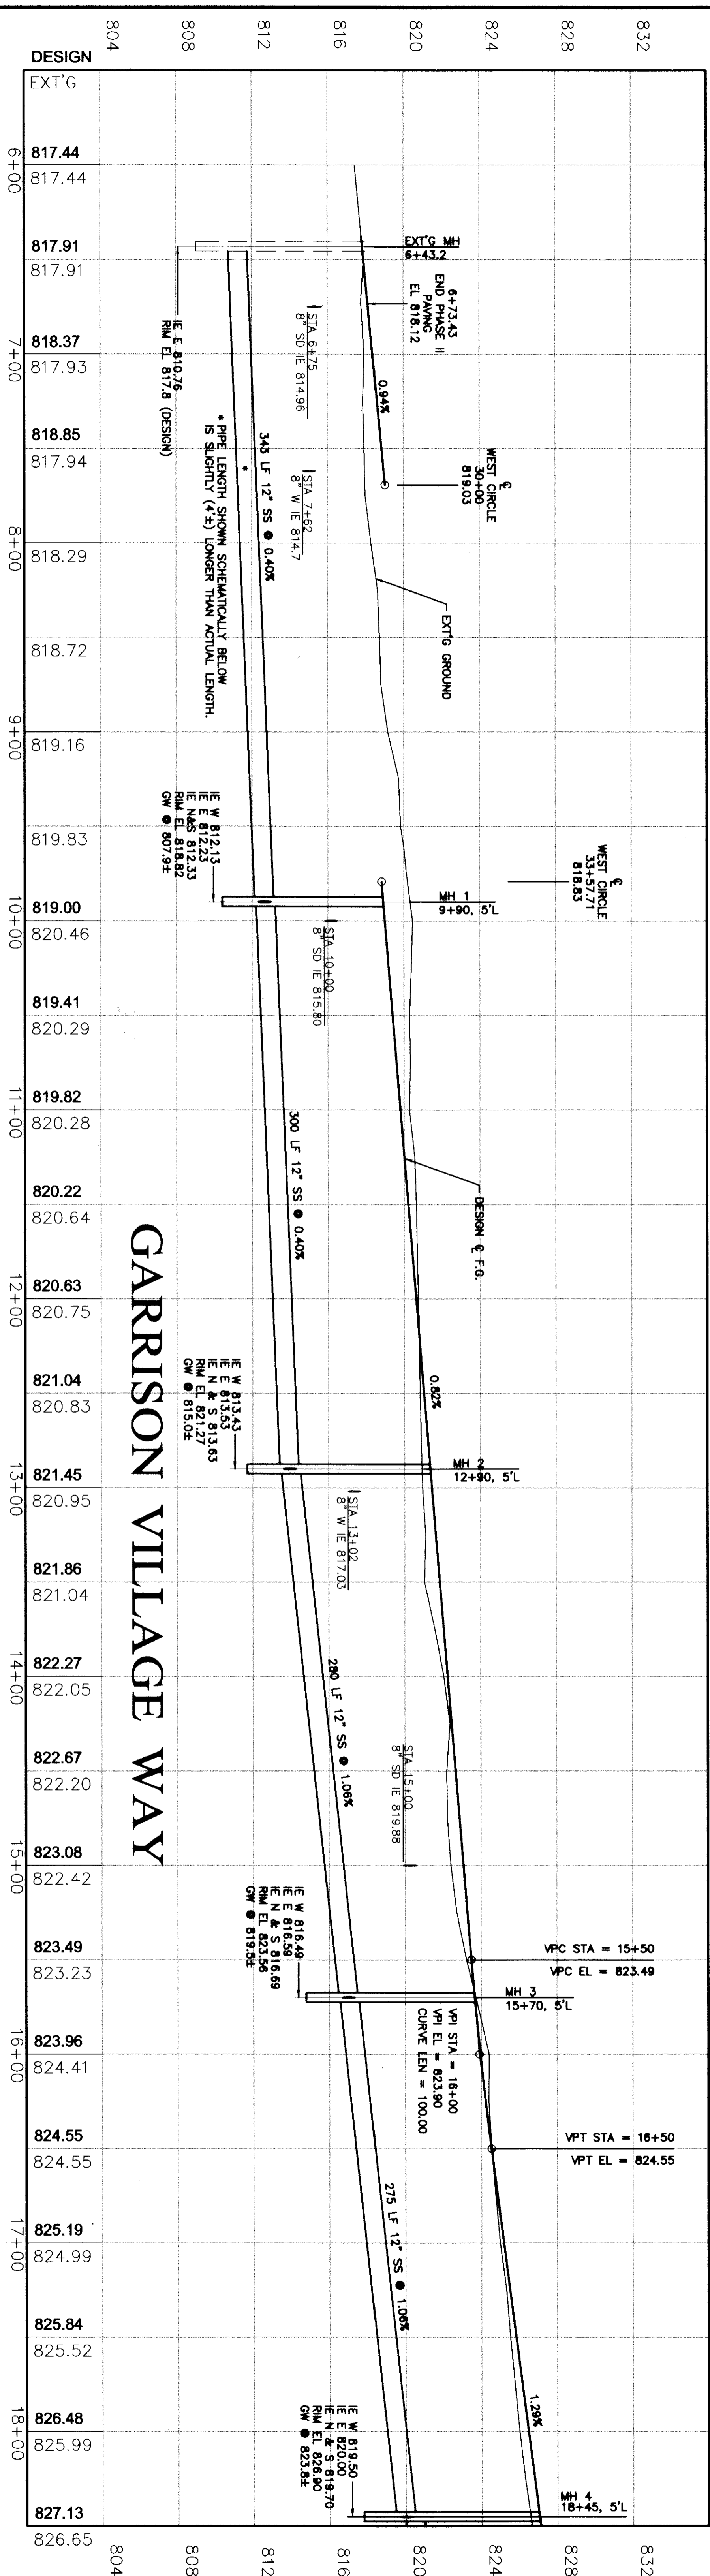 DESIGN
EXT'G
804
808
812
816
820
824
828
832
817.44
817.44
6+00
817.91
817.91
818.37
817.93
7+00
818.85
817.94
818.29
8+00
818.72
819.16
9+00
819.83
819.00
820.46
10+00
819.41
820.29
819.82
820.28
11+00
820.22
820.64
820.63
820.75
12+00
821.04
820.83
821.45
820.95
13+00
821.86
821.04
822.27
822.05
14+00
822.67
822.20
823.08
822.42
15+00
823.49
823.23
823.96
824.41
16+00
824.55
824.55
825.19
824.99
17+00
825.84
825.52
826.48
825.99
18+00
827.13
826.65
EXT'G MH
6+43.2
6+73.43
END PHASE II
PAVING
EL 818.12
0.94%
℄
WEST CIRCLE
30+00
819.03
IE E 810.76
RIM EL 817.8 (DESIGN)
STA 6+75
8" SD IE 814.96
343 LF 12" SS @ 0.40%
*
STA 7+62
8" W IE 814.7
* PIPE LENGTH SHOWN SCHEMATICALLY BELOW
IS SLIGHTLY (4'±) LONGER THAN ACTUAL LENGTH.
EXT'G GROUND
℄
WEST CIRCLE
33+57.71
818.83
MH 1
9+90, 5'L
IE W 812.13
IE E 812.23
IE N&S 812.33
RIM EL 818.82
GW @ 807.9±
STA 10+00
8" SD IE 815.80
300 LF 12" SS @ 0.40%
DESIGN ℄ F.G.
0.82%
MH 2
12+90, 5'L
IE W 813.43
IE E 813.53
IE N & S 813.63
RIM EL 821.27
GW @ 815.0±
STA 13+02
8" W IE 817.03
280 LF 12" SS @ 1.06%
STA 15+00
8" SD IE 819.88
VPC STA = 15+50
VPC EL = 823.49
MH 3
15+70, 5'L
IE W 816.49
IE E 816.59
IE N & S 816.69
RIM EL 823.56
GW @ 819.5±
VPI STA = 16+00
VPI EL = 823.90
CURVE LEN = 100.00
VPT STA = 16+50
VPT EL = 824.55
275 LF 12" SS @ 1.06%
1.29%
MH 4
18+45, 5'L
IE W 819.50
IE E 820.00
IE N & S 819.70
RIM EL 826.90
GW @ 823.8±
GARRISON VILLAGE WAY
804
808
812
816
820
824
828
832